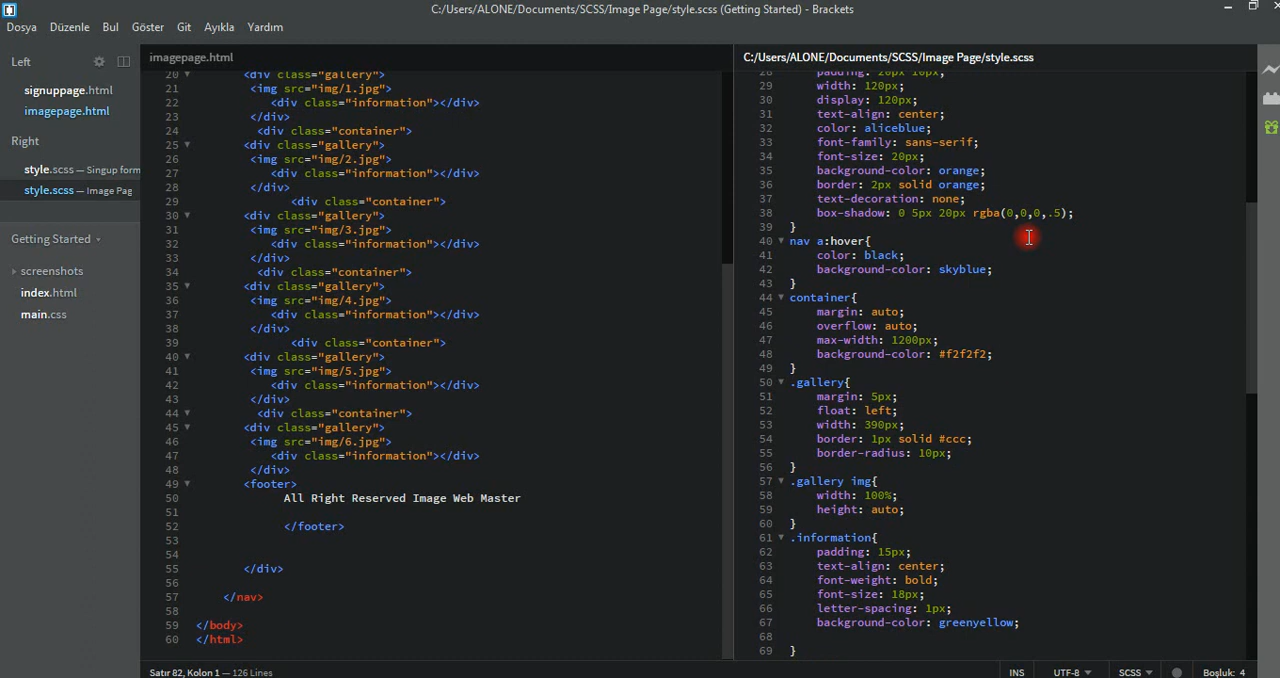 C:/Users/ALONE/Documents/SCSS/Image Page/style.scss (Getting Started) - Brackets
Dosya Düzenle Bul Göster Git Ayıkla Yardım
Left
signuppage.html
imagepage.html
Right
style.scss — Singup form
style.scss — Image Pag
Getting Started
screenshots
index.html
main.css
imagepage.html
20 <div class="gallery">
21 <img src="img/1.jpg">
22 <div class="information"></div>
23 </div>
24 <div class="container">
25 <div class="gallery">
26 <img src="img/2.jpg">
27 <div class="information"></div>
28 </div>
29 <div class="container">
30 <div class="gallery">
31 <img src="img/3.jpg">
32 <div class="information"></div>
33 </div>
34 <div class="container">
35 <div class="gallery">
36 <img src="img/4.jpg">
37 <div class="information"></div>
38 </div>
39 <div class="container">
40 <div class="gallery">
41 <img src="img/5.jpg">
42 <div class="information"></div>
43 </div>
44 <div class="container">
45 <div class="gallery">
46 <img src="img/6.jpg">
47 <div class="information"></div>
48 </div>
49 <footer>
50 All Right Reserved Image Web Master
51
52 </footer>
53
54
55 </div>
56
57 </nav>
58
59 </body>
60 </html>
C:/Users/ALONE/Documents/SCSS/Image Page/style.scss
28 padding: 20px 10px;
29 width: 120px;
30 display: 120px;
31 text-align: center;
32 color: aliceblue;
33 font-family: sans-serif;
34 font-size: 20px;
35 background-color: orange;
36 border: 2px solid orange;
37 text-decoration: none;
38 box-shadow: 0 5px 20px rgba(0,0,0,.5);
39 }
40 nav a:hover{
41 color: black;
42 background-color: skyblue;
43 }
44 container{
45 margin: auto;
46 overflow: auto;
47 max-width: 1200px;
48 background-color: #f2f2f2;
49 }
50 .gallery{
51 margin: 5px;
52 float: left;
53 width: 390px;
54 border: 1px solid #ccc;
55 border-radius: 10px;
56 }
57 .gallery img{
58 width: 100%;
59 height: auto;
60 }
61 .information{
62 padding: 15px;
63 text-align: center;
64 font-weight: bold;
65 font-size: 18px;
66 letter-spacing: 1px;
67 background-color: greenyellow;
68
69 }
Satır 82, Kolon 1 — 126 Lines
INS UTF-8 SCSS Boşluk: 4